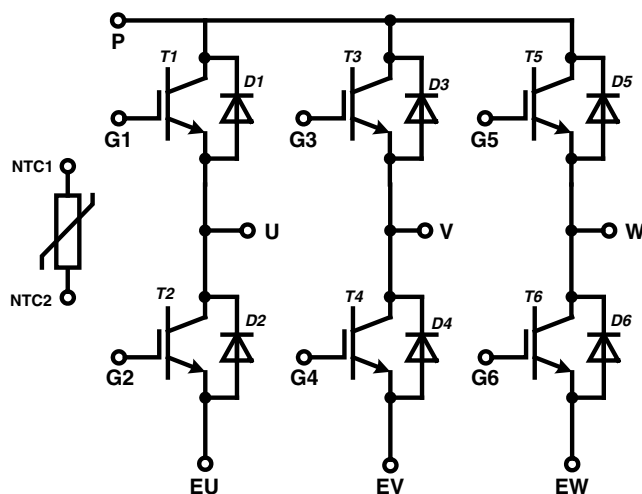 P
T1 T3 T5
D1 D3 D5
G1 G3 G5
NTC1
U V W
NTC2
T2 T4 T6
D2 D4 D6
G2 G4 G6
EU EV EW